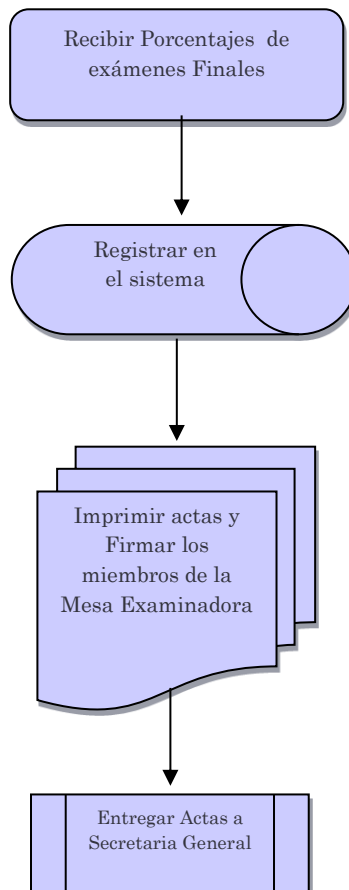 Recibir Porcentajes de
exámenes Finales
Registrar en
el sistema
Imprimir actas y
Firmar los
miembros de la
Mesa Examinadora
Entregar Actas a
Secretaria General